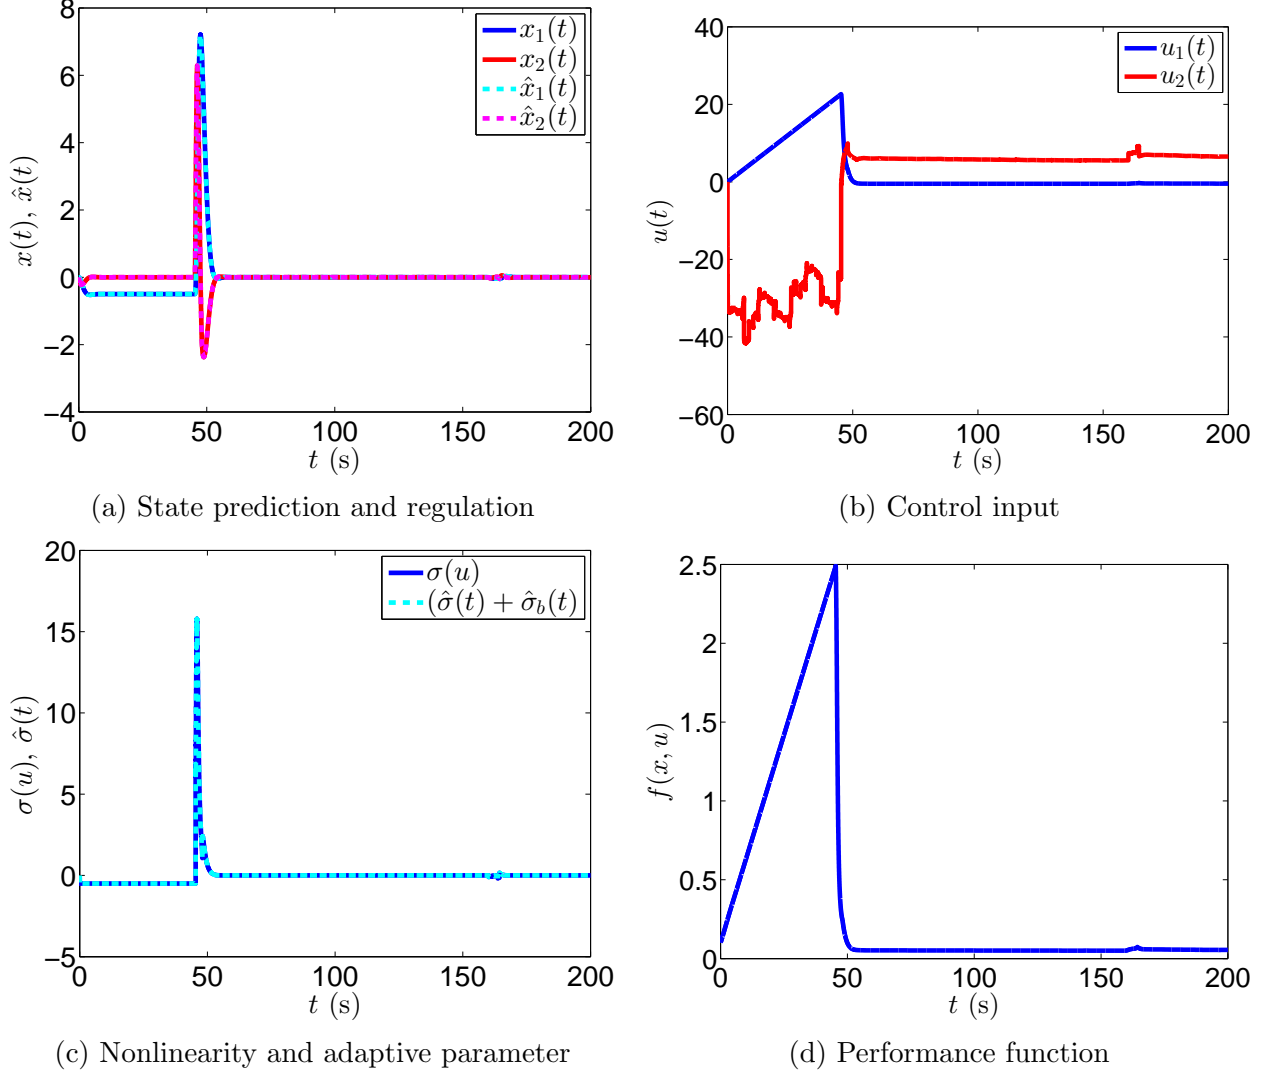 8
6
4
2
0
−2
−4
0
50
100
150
200
x(t), x̂(t)
t (s)
x₁(t)
x₂(t)
x̂₁(t)
x̂₂(t)
(a) State prediction and regulation
40
20
0
−20
−40
−60
0
50
100
150
200
u(t)
t (s)
u₁(t)
u₂(t)
(b) Control input
20
15
10
5
0
−5
0
50
100
150
200
σ(u), σ̂(t)
t (s)
σ(u)
(σ̂(t) + σ̂_b(t)
(c) Nonlinearity and adaptive parameter
2.5
2
1.5
1
0.5
0
0
50
100
150
200
f(x, u)
t (s)
(d) Performance function